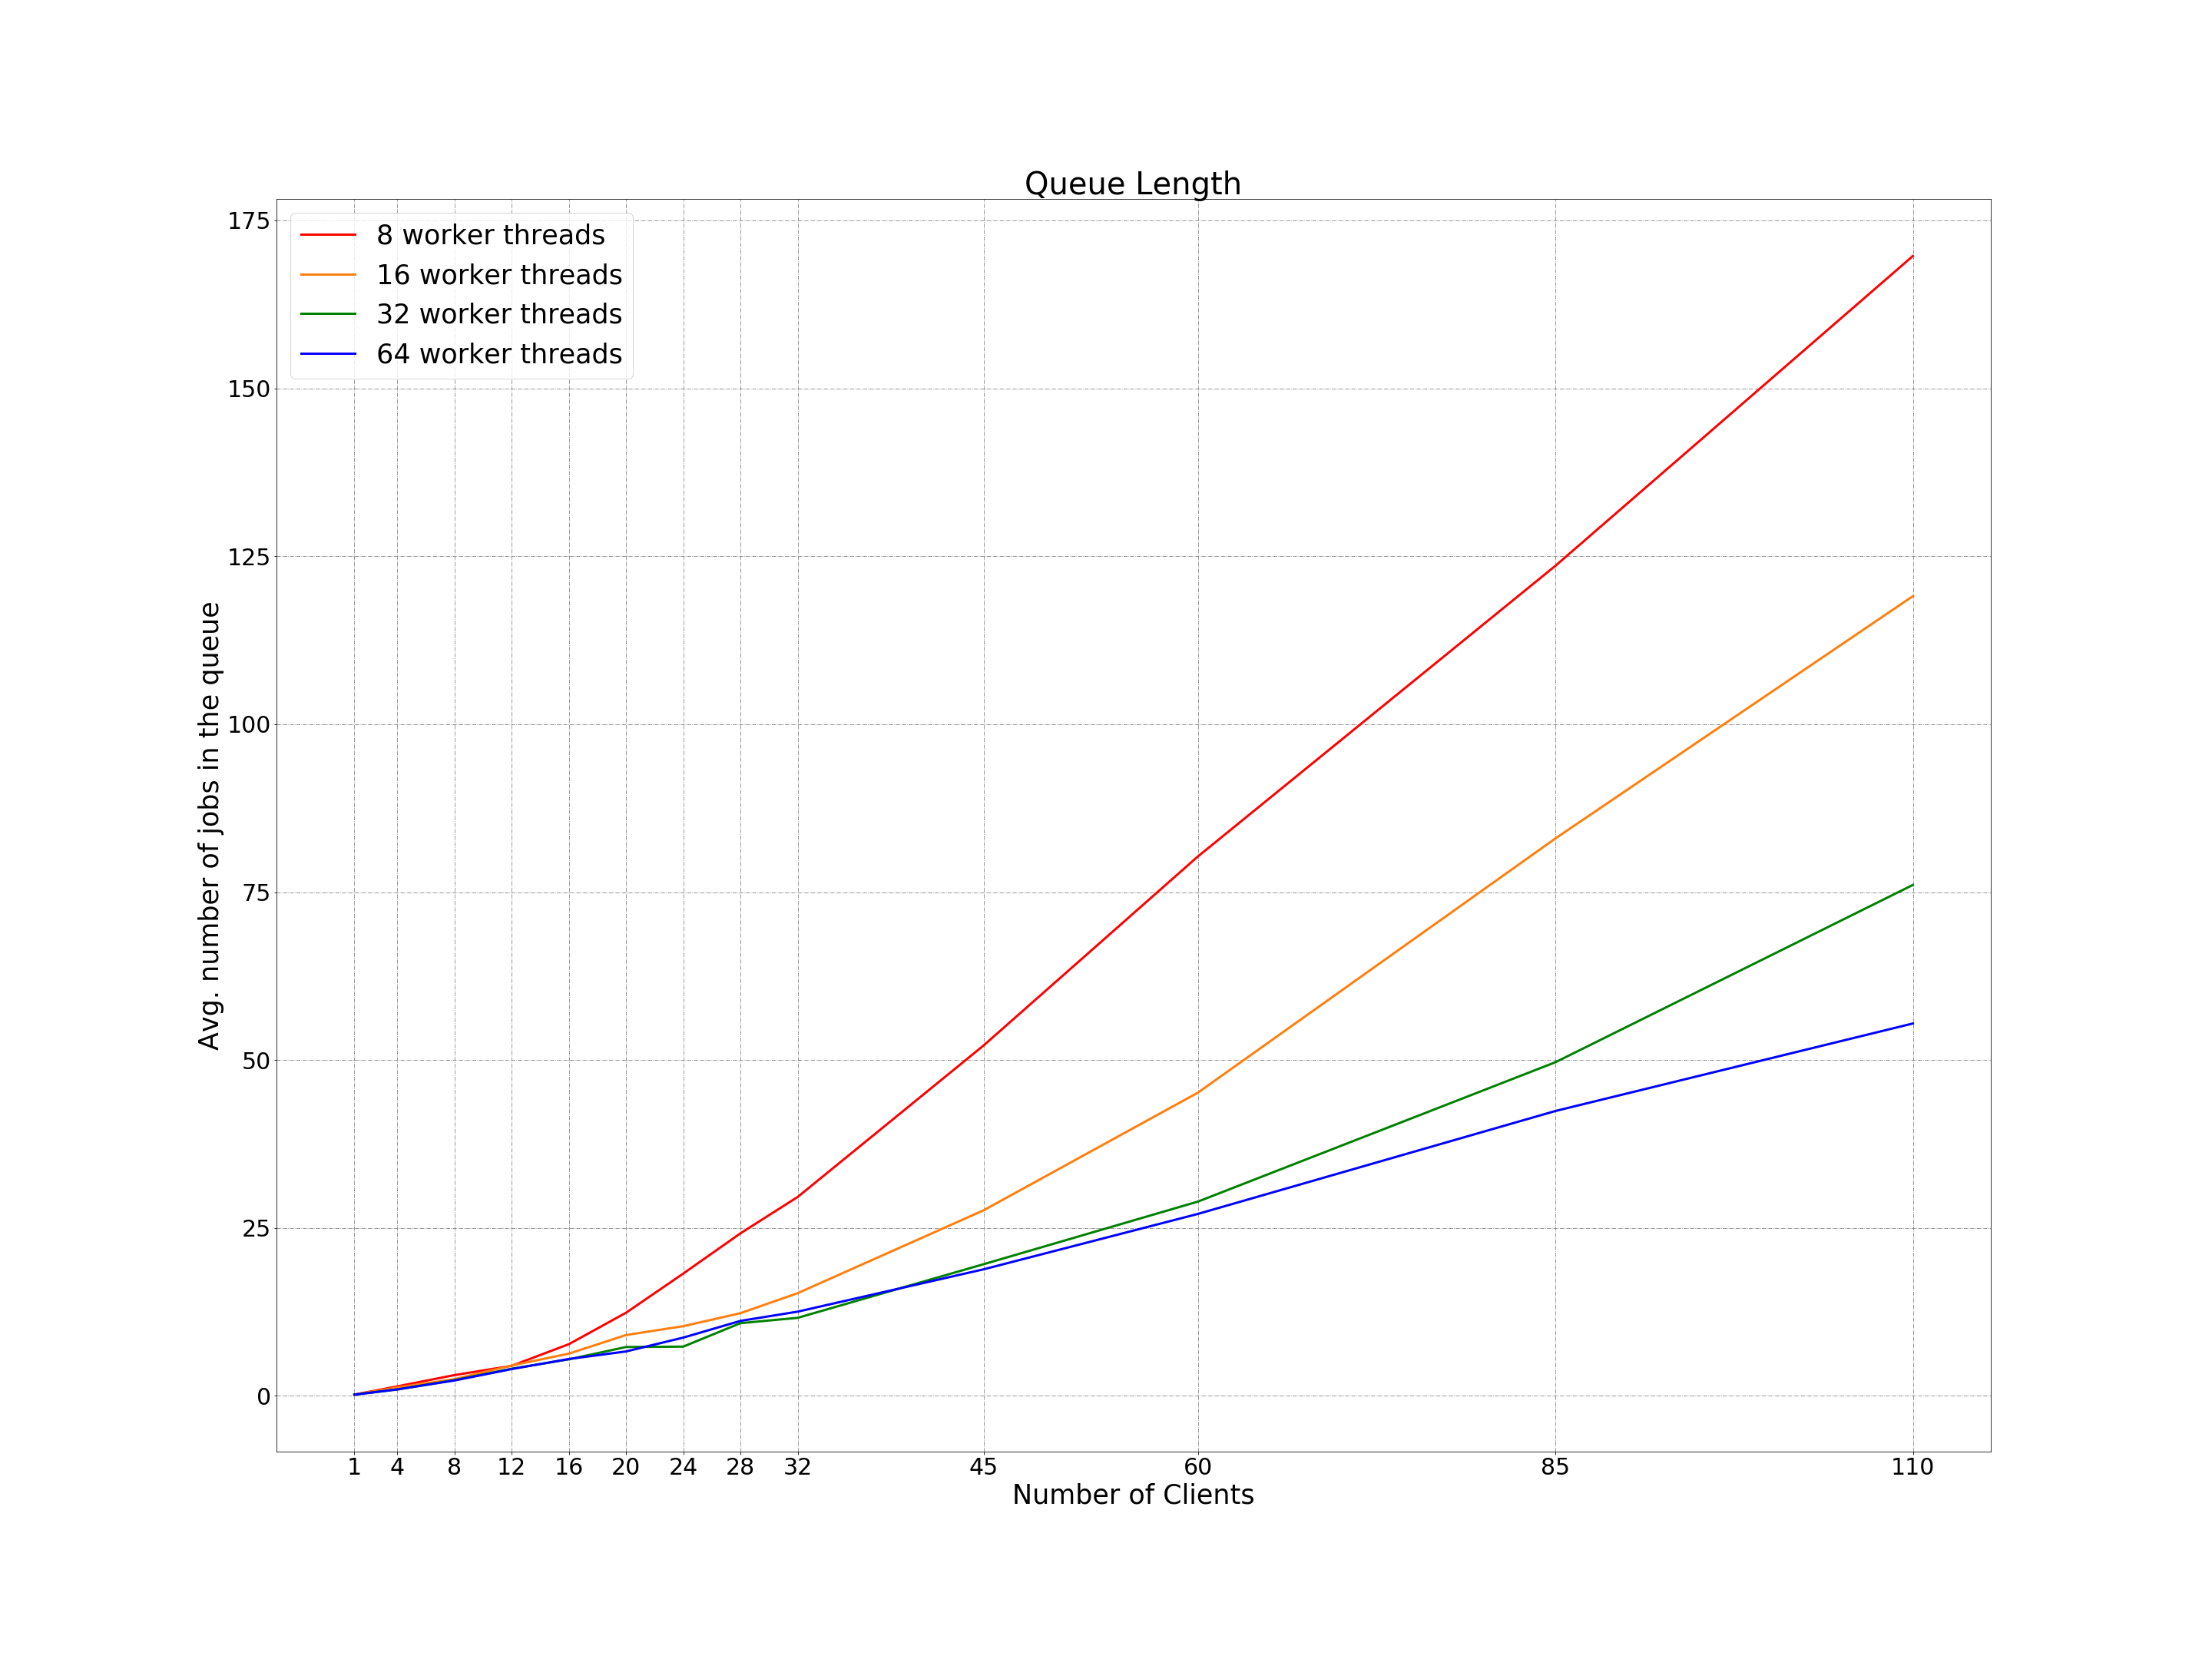 Queue Length
8 worker threads
16 worker threads
32 worker threads
64 worker threads
175
150
125
100
75
50
25
0
Avg. number of jobs in the queue
1 4 8 12 16 20 24 28 32 45 60 85 110
Number of Clients